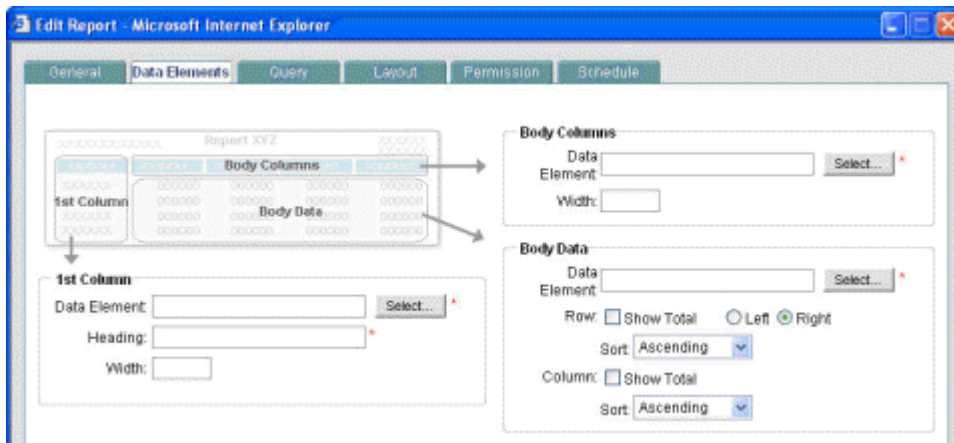 Edit Report - Microsoft Internet Explorer
General Data Elements Query Layout Permission Schedule
Report XYZ
Body Columns
1st Column
Body Data
Body Columns
Data Element:
Select... *
Width:
Body Data
Data Element:
Select... *
Row: Show Total Left Right
Sort: Ascending
Column: Show Total
Sort: Ascending
1st Column
Data Element:
Select... *
Heading: *
Width: